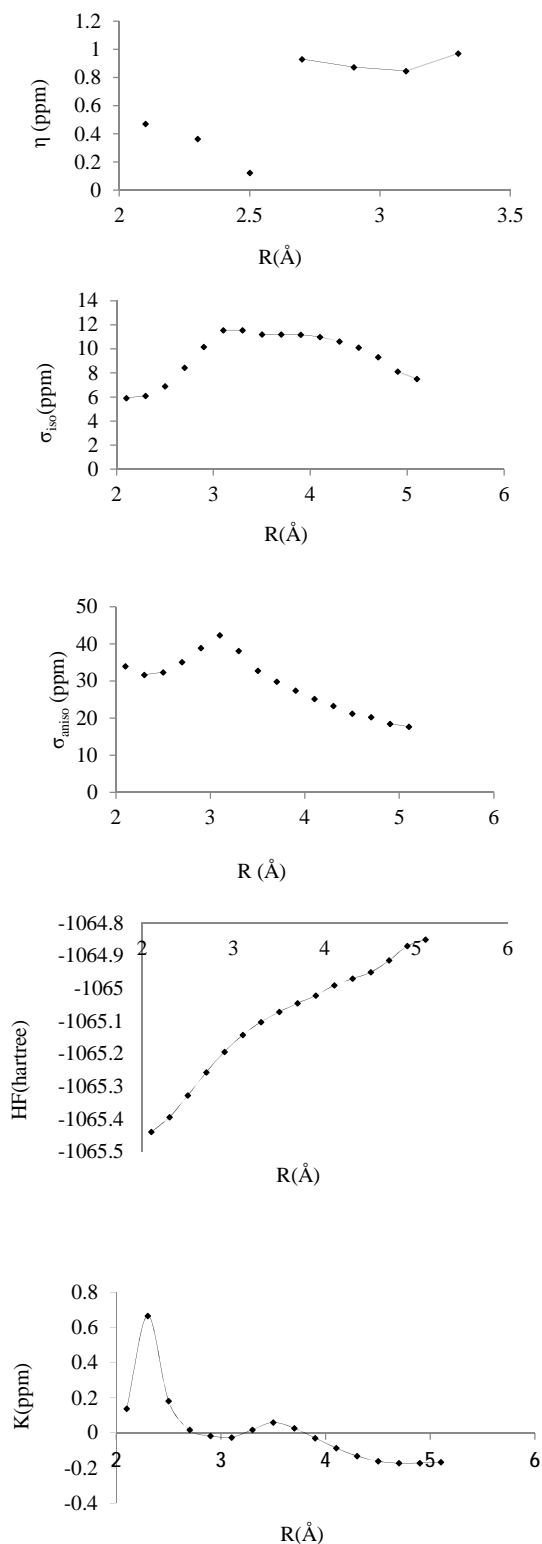 1.2
1
0.8
0.6
0.4
0.2
0
η (ppm)
2 2.5 3 3.5
R(Å)
14
12
10
8
6
4
2
0
σiso(ppm)
2 3 4 5 6
R(Å)
50
40
30
20
10
0
σaniso (ppm)
2 3 4 5 6
R (Å)
-1064.8
-1064.9
-1065
-1065.1
-1065.2
-1065.3
-1065.4
-1065.5
HF(hartree)
2 3 4 5 6
R(Å)
0.8
0.6
0.4
0.2
0
-0.2
-0.4
K(ppm)
2 3 4 5 6
R(Å)